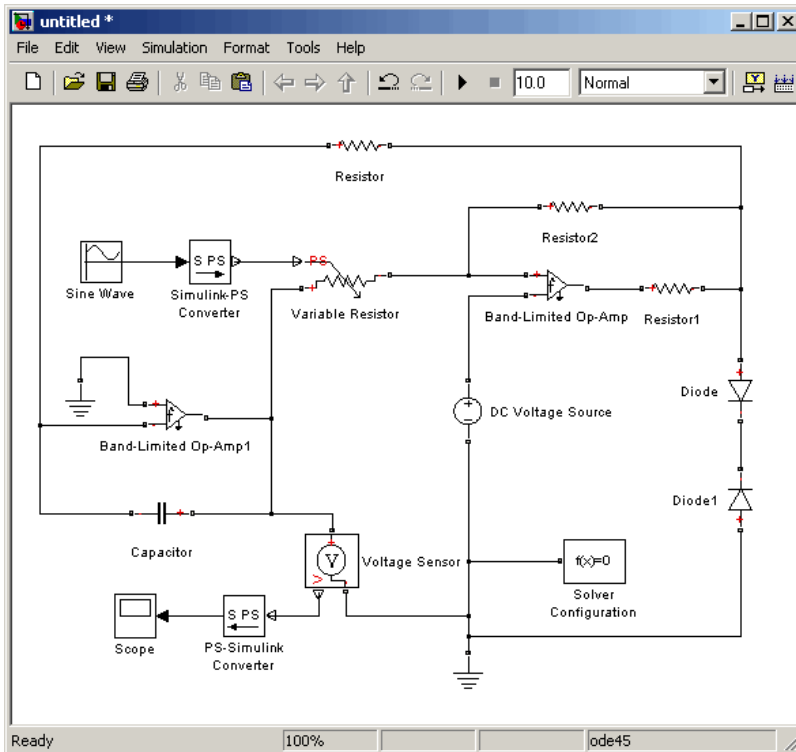 untitled *
File Edit View Simulation Format Tools Help
10.0 Normal
Resistor
Resistor2
Sine Wave
S PS
Simulink-PS
Converter
PS
Variable Resistor
Band-Limited Op-Amp
Resistor1
Band-Limited Op-Amp1
DC Voltage Source
Diode
Diode1
Capacitor
V
V
Voltage Sensor
f(x)=0
Solver
Configuration
Scope
S PS
PS-Simulink
Converter
Ready 100% ode45